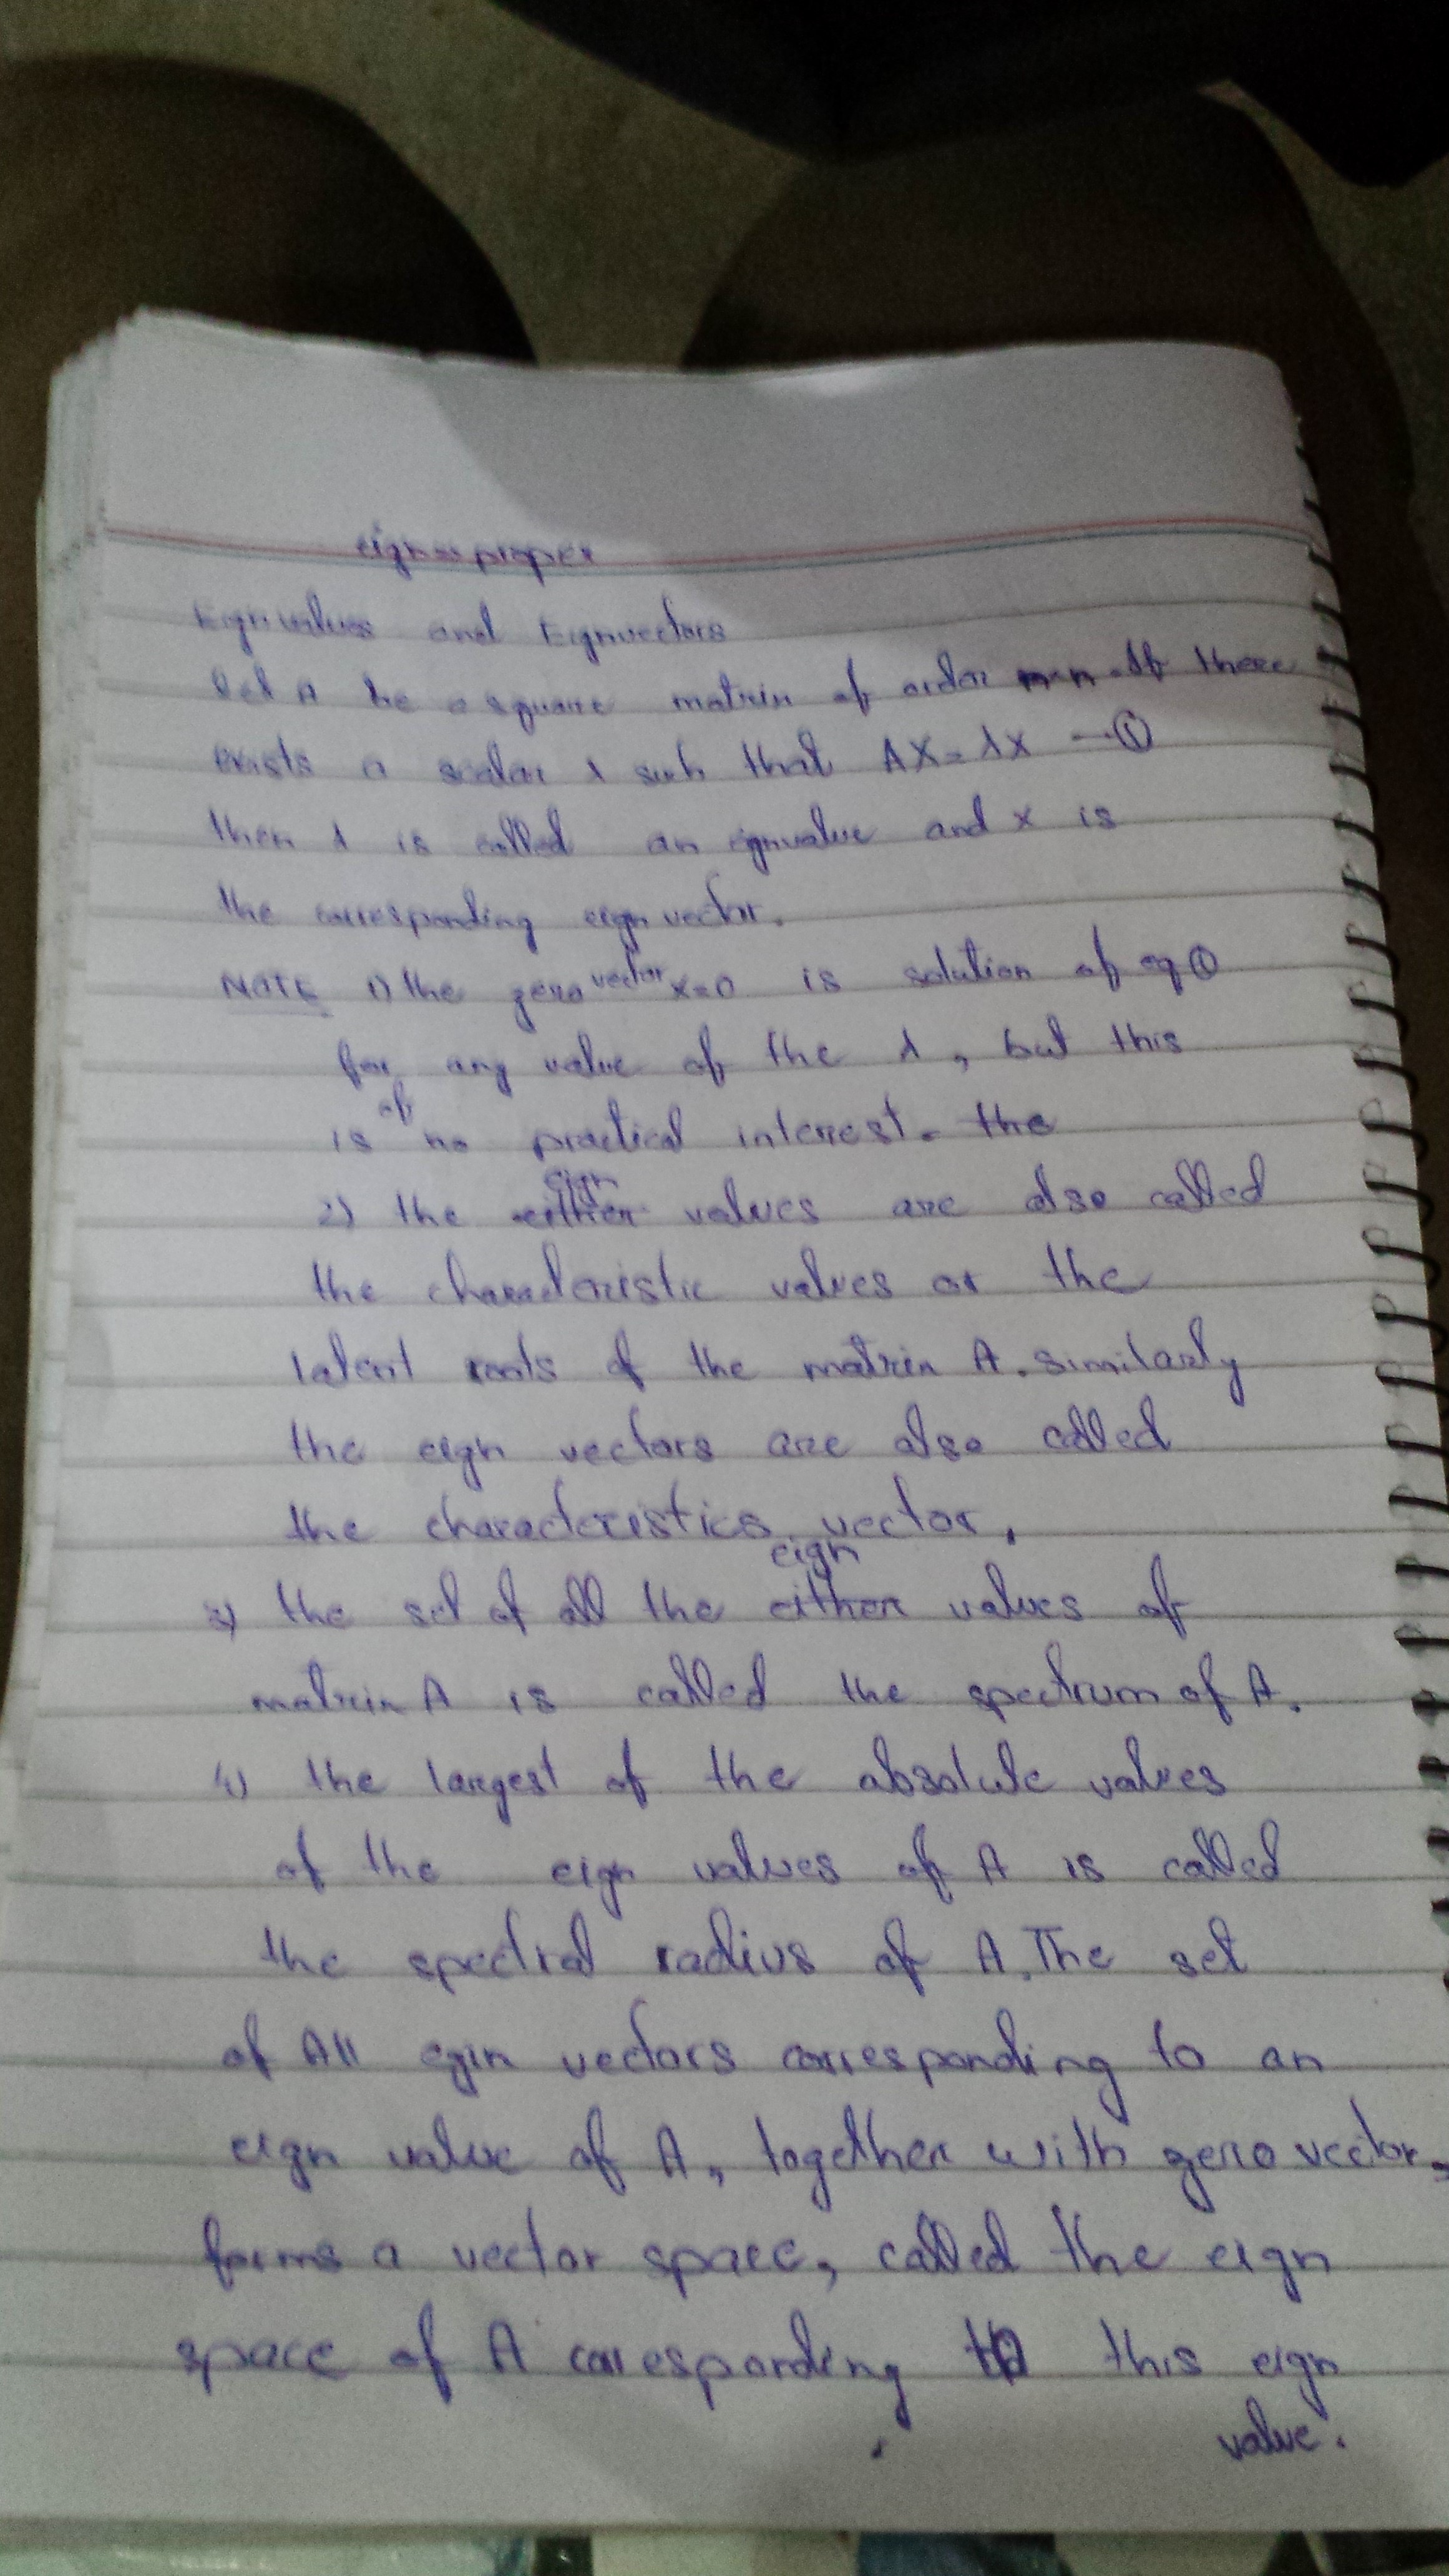 eign = proper
Eignvalues and Eignvectors
Let A be a square matrix of order n. If there
exists a scalar λ such that AX = λX —①
then λ is called an eignvalue and x is
the corresponding eign vector.
NOTE 1) the zero vector x=0 is solution of eq ①
for any value of the λ, but this
is of no practical interest. the
2) the eign values are also called
the characteristic values or the
latent roots of the matrix A. similarly
the eign vectors are also called
the characteristics vector.
eign
3) the set of all the either values of
matrix A is called the spectrum of A.
4) the largest of the absolute values
of the eign values of A is called
the spectral radius of A. The set
of All egin vectors corresponding to an
eign value of A, together with zero vector,
forms a vector space, called the eign
space of A corresponding to this eign
value.